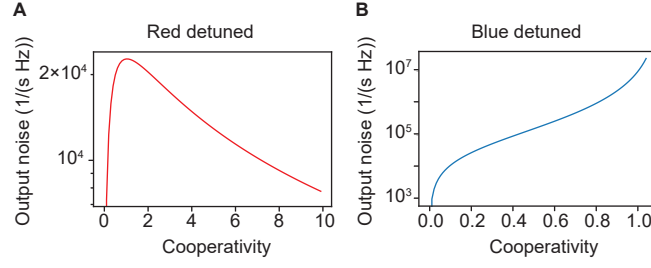 A
Red detuned
Output noise (1/(s Hz))
2×10⁴
10⁴
0 2 4 6 8 10
Cooperativity
B
Blue detuned
Output noise (1/(s Hz))
10⁷
10⁵
10³
0.0 0.2 0.4 0.6 0.8 1.0
Cooperativity